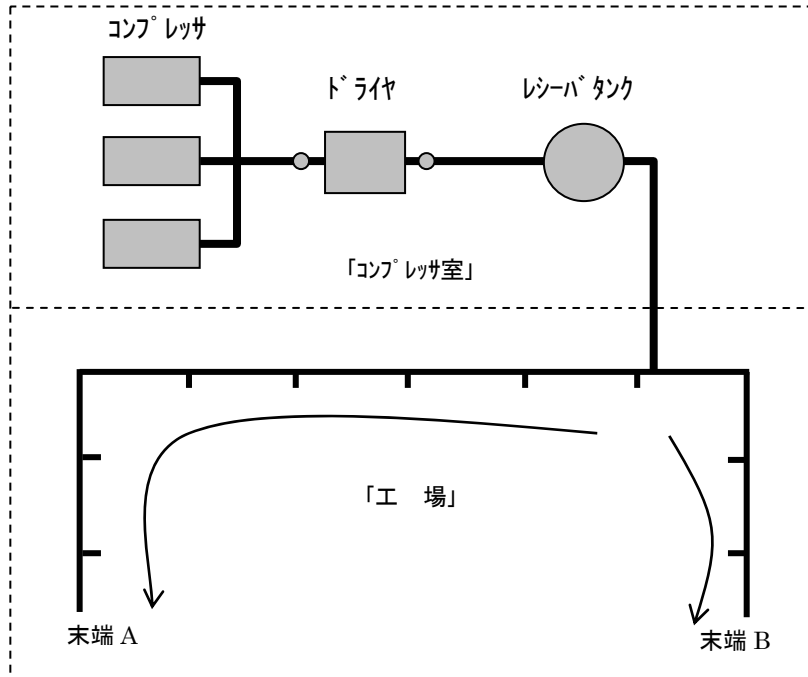 ｺﾝﾌﾟﾚｯｻ
ﾄﾞﾗｲﾔ
ﾚｼｰﾊﾞﾀﾝｸ
｢ｺﾝﾌﾟﾚｯｻ室｣
｢工　場｣
末端 A
末端 B